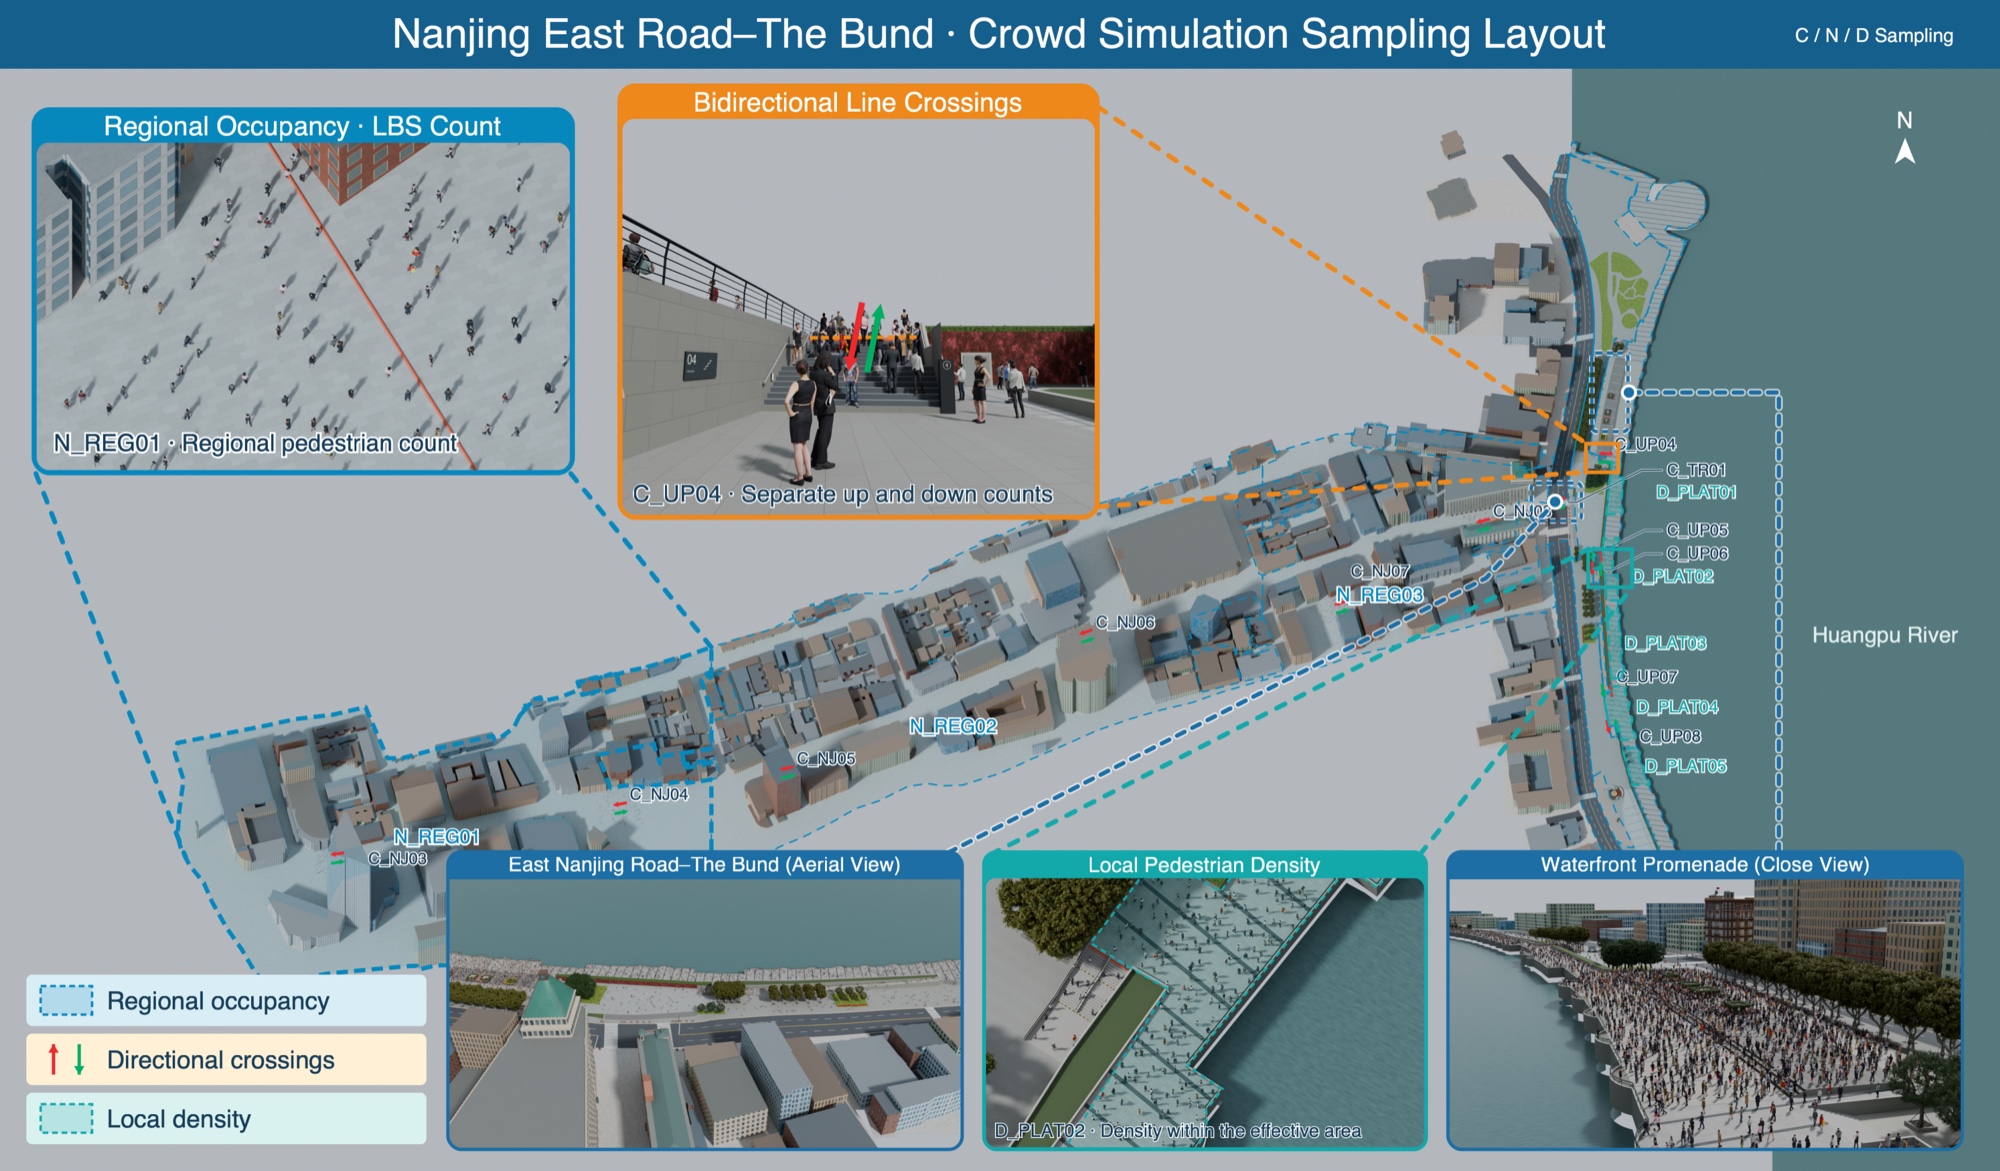 Nanjing East Road–The Bund · Crowd Simulation Sampling Layout
C / N / D Sampling
Regional Occupancy · LBS Count
N_REG01 · Regional pedestrian count
Bidirectional Line Crossings
04
C_UP04 · Separate up and down counts
N
C_UP04
C_TR01
D_PLAT01
C_UP05
C_UP06
D_PLAT02
Huangpu River
D_PLAT03
C_UP07
D_PLAT04
C_UP08
D_PLAT05
C_NJ07
N_REG03
C_NJ06
N_REG02
C_NJ05
C_NJ04
N_REG01
C_NJ03
East Nanjing Road–The Bund (Aerial View)
Local Pedestrian Density
D_PLAT02 · Density within the effective area
Waterfront Promenade (Close View)
Regional occupancy
Directional crossings
Local density